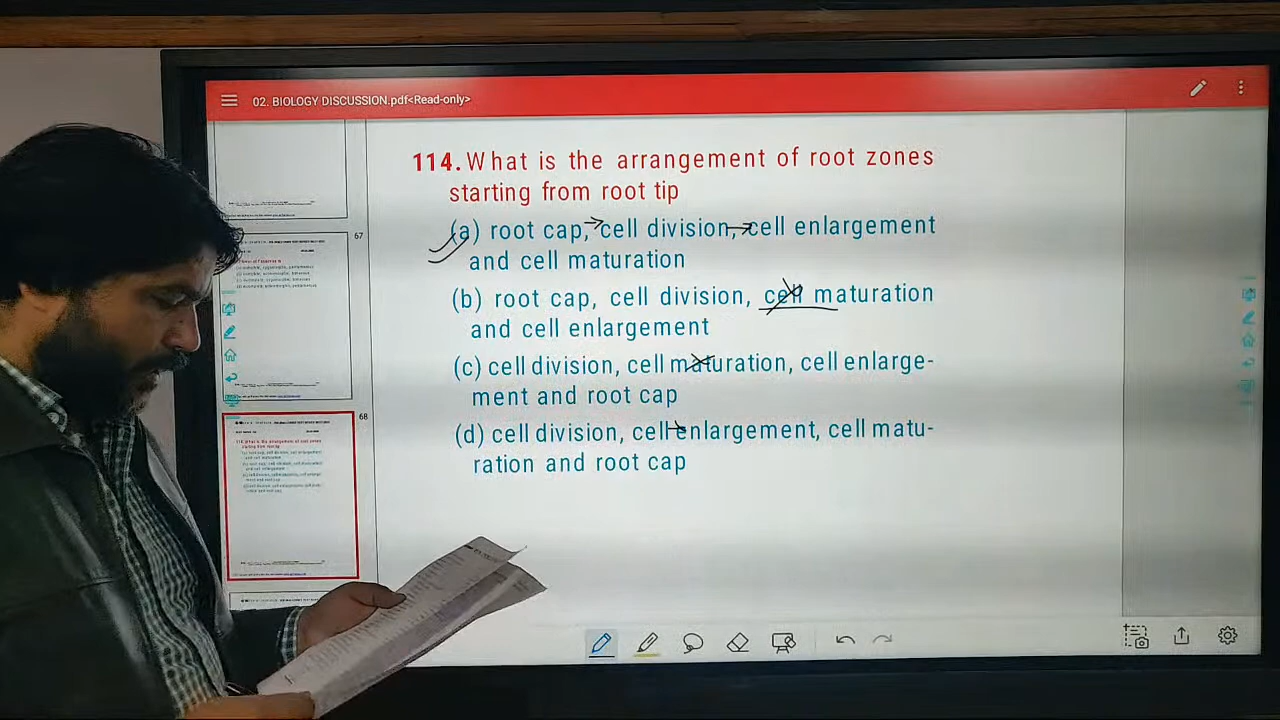 02. BIOLOGY DISCUSSION.pdf<Read-only>
67
68
114. What is the arrangement of root zones
starting from root tip
(a) root cap, cell division, cell enlargement
and cell maturation
(b) root cap, cell division, cell maturation
and cell enlargement
(c) cell division, cell maturation, cell enlarge-
ment and root cap
(d) cell division, cell enlargement, cell matu-
ration and root cap